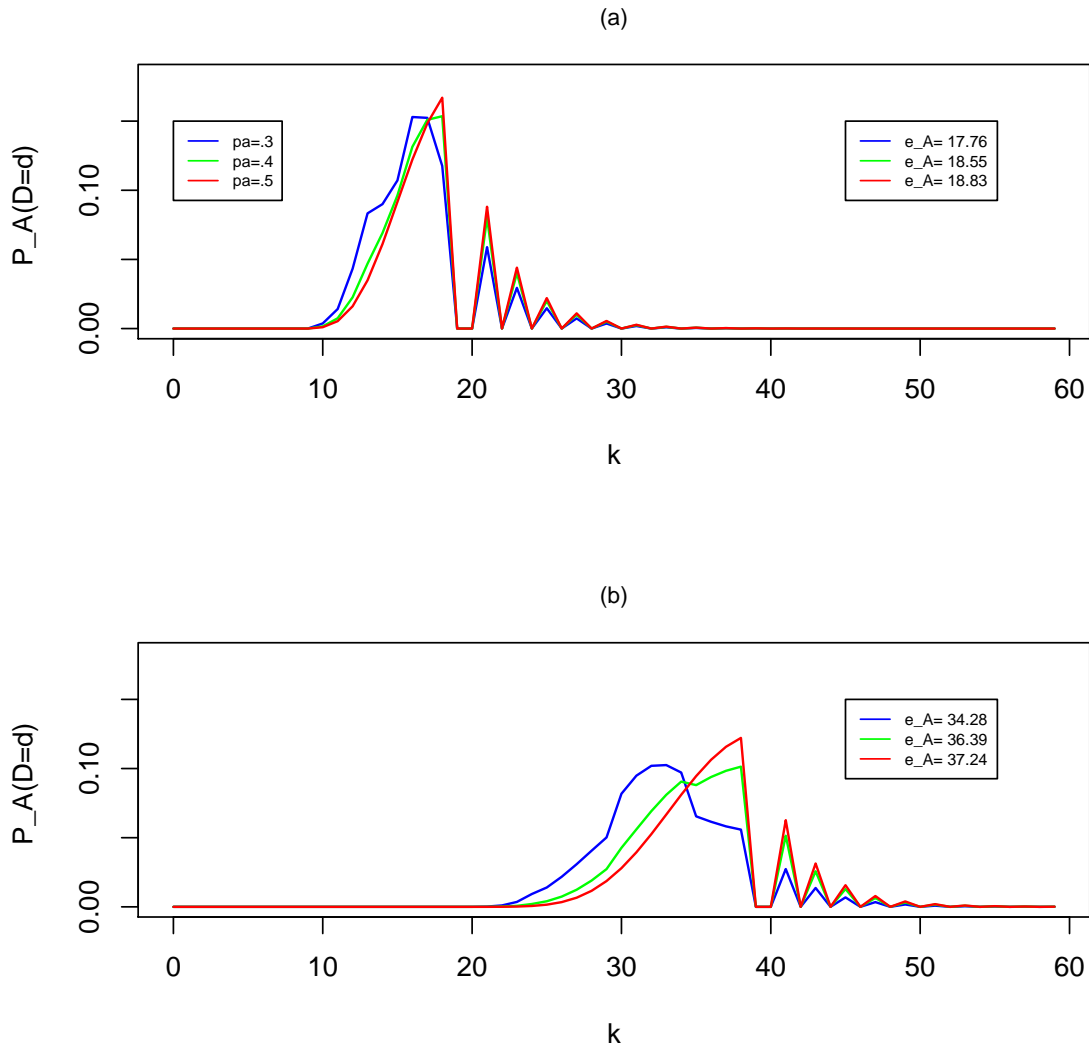 (a)
P_A(D=d)
0.00
0.10
pa=.3
pa=.4
pa=.5
e_A= 17.76
e_A= 18.55
e_A= 18.83
0 10 20 30 40 50 60
k
(b)
P_A(D=d)
0.00
0.10
e_A= 34.28
e_A= 36.39
e_A= 37.24
0 10 20 30 40 50 60
k